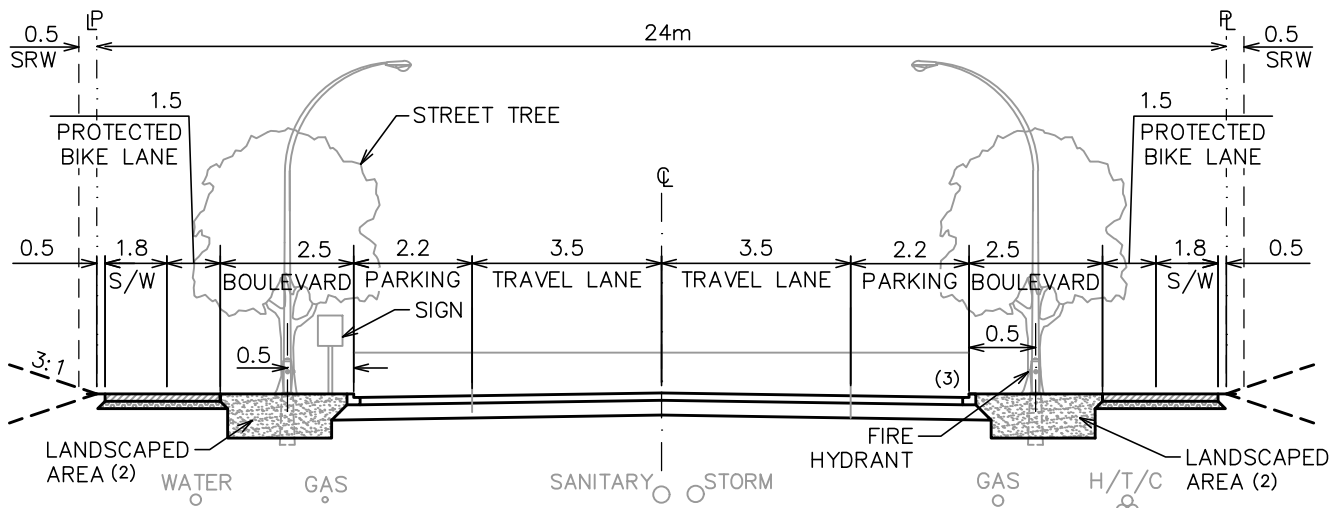 PL
PL
0.5
24m
0.5
SRW
SRW
1.5
1.5
STREET TREE
PROTECTED
BIKE LANE
PROTECTED
BIKE LANE
CL
0.5
1.8
2.5
2.2
3.5
3.5
2.2
2.5
1.8
0.5
S/W
BOULEVARD
PARKING
TRAVEL LANE
TRAVEL LANE
PARKING
BOULEVARD
S/W
SIGN
0.5
0.5
3:1
(3)
LANDSCAPED
AREA (2)
FIRE
HYDRANT
LANDSCAPED
AREA (2)
WATER
GAS
SANITARY
STORM
GAS
H/T/C